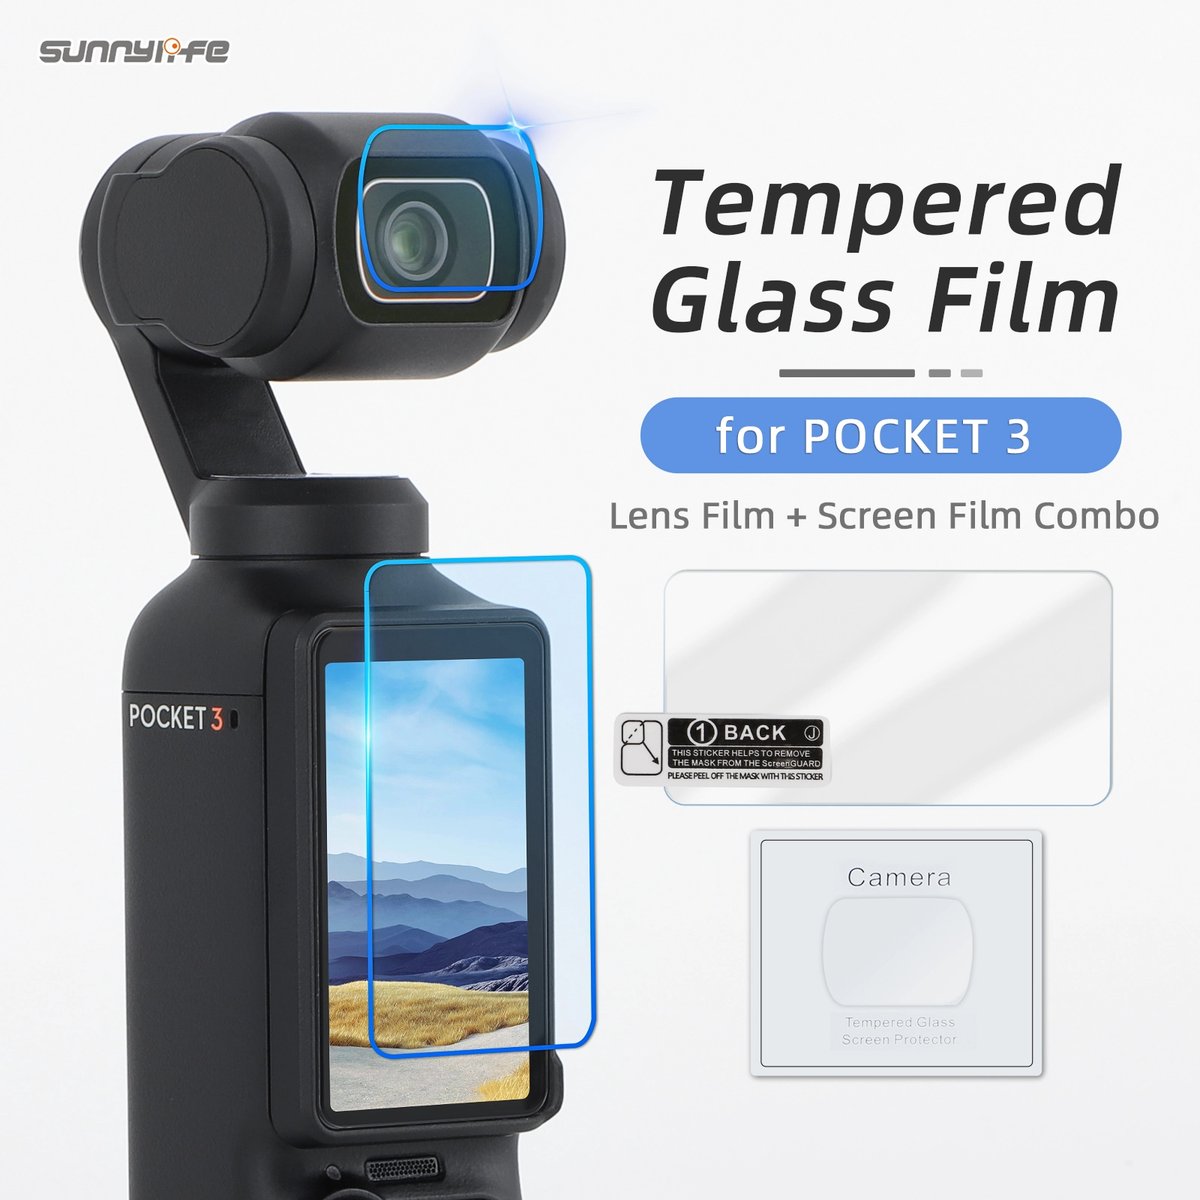 sunnylife
Tempered
Glass Film
for POCKET 3
Lens Film + Screen Film Combo
POCKET 3
1 BACK J
THIS STICKER HELPS TO REMOVE
THE MASK FROM THE ScreenGUARD
PLEASE PEEL OFF THE MASK WITH THIS STICKER
Camera
Tempered Glass
Screen Protector